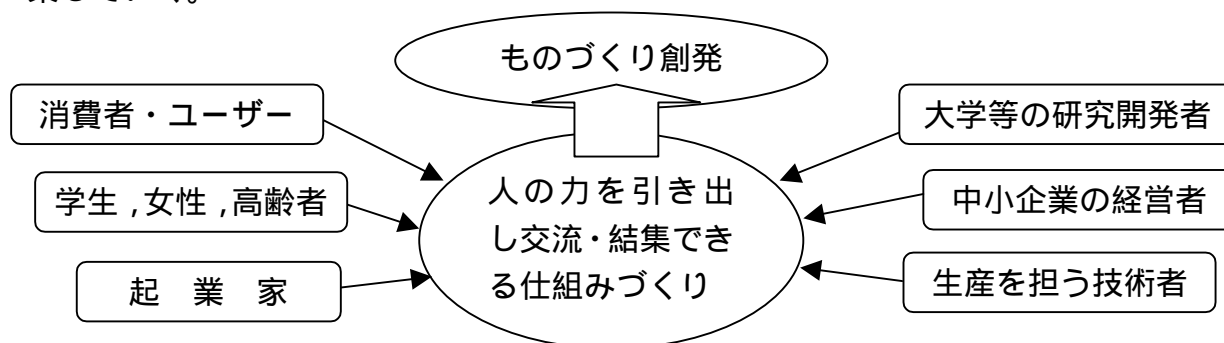 ものづくり創発
消費者・ユーザー
学生，女性，高齢者
起　業　家
人の力を引き出
し交流・結集でき
る仕組みづくり
大学等の研究開発者
中小企業の経営者
生産を担う技術者